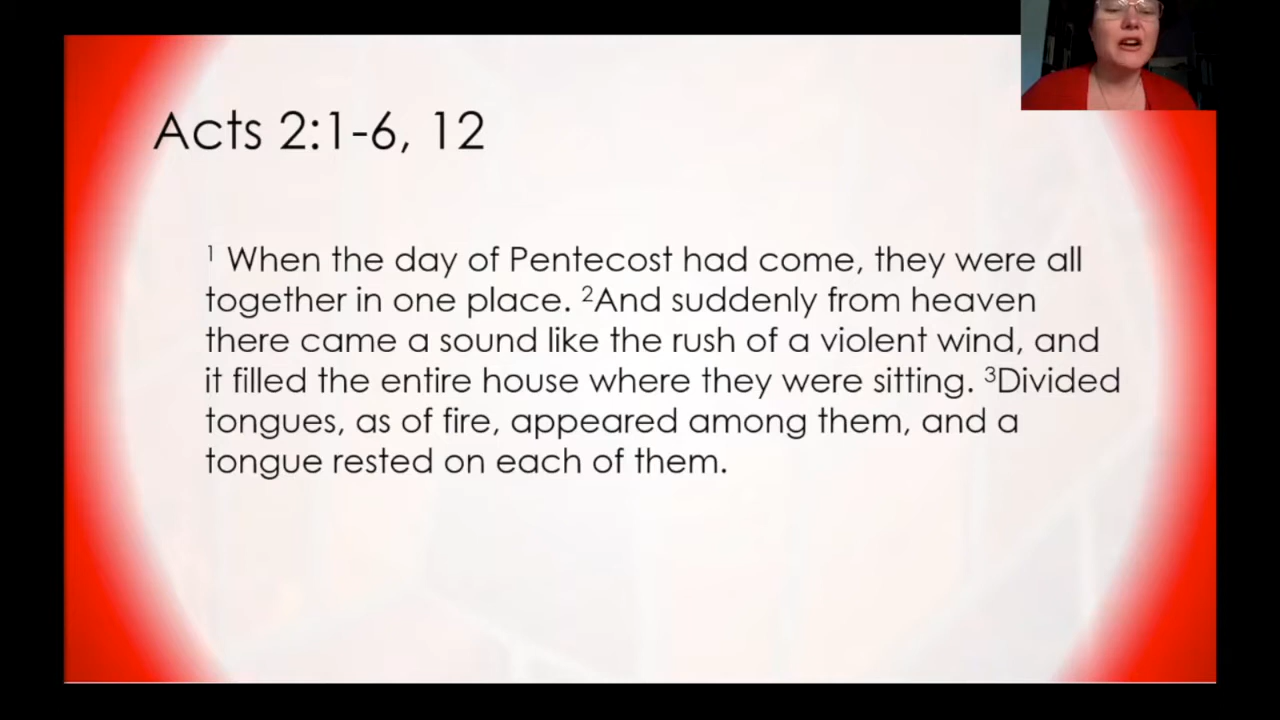 Acts 2:1-6, 12
¹ When the day of Pentecost had come, they were all
together in one place. ²And suddenly from heaven
there came a sound like the rush of a violent wind, and
it filled the entire house where they were sitting. ³Divided
tongues, as of fire, appeared among them, and a
tongue rested on each of them.